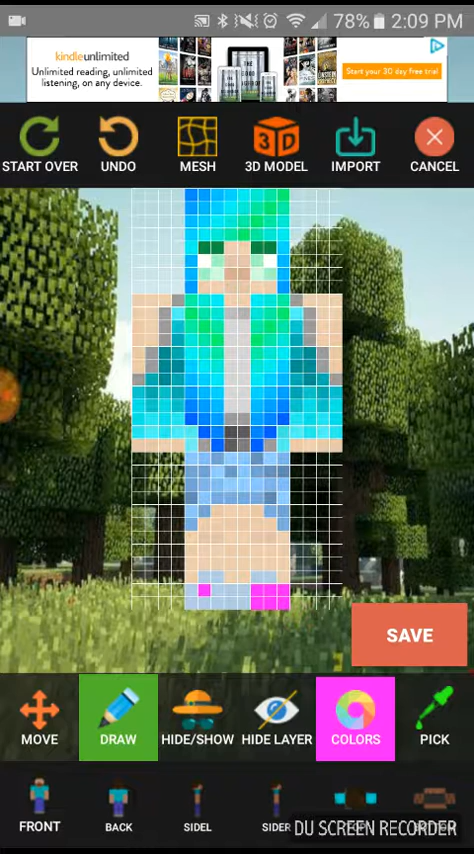 78% 2:09 PM
kindleunlimited
Unlimited reading, unlimited
listening, on any device.
Start your 30 day free trial
START OVER UNDO MESH 3D MODEL IMPORT CANCEL
SAVE
MOVE DRAW HIDE/SHOW HIDE LAYER COLORS PICK
FRONT BACK SIDEL SIDER
DU SCREEN RECORDER